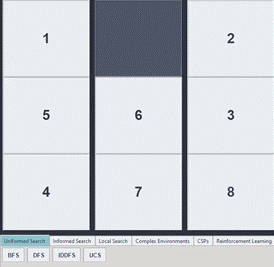 1 2
5 6 3
4 7 8
Uniformed Search Informed Search Local Search Complex Environments CSPs Reinforcement Learning
BFS DFS IDDFS UCS